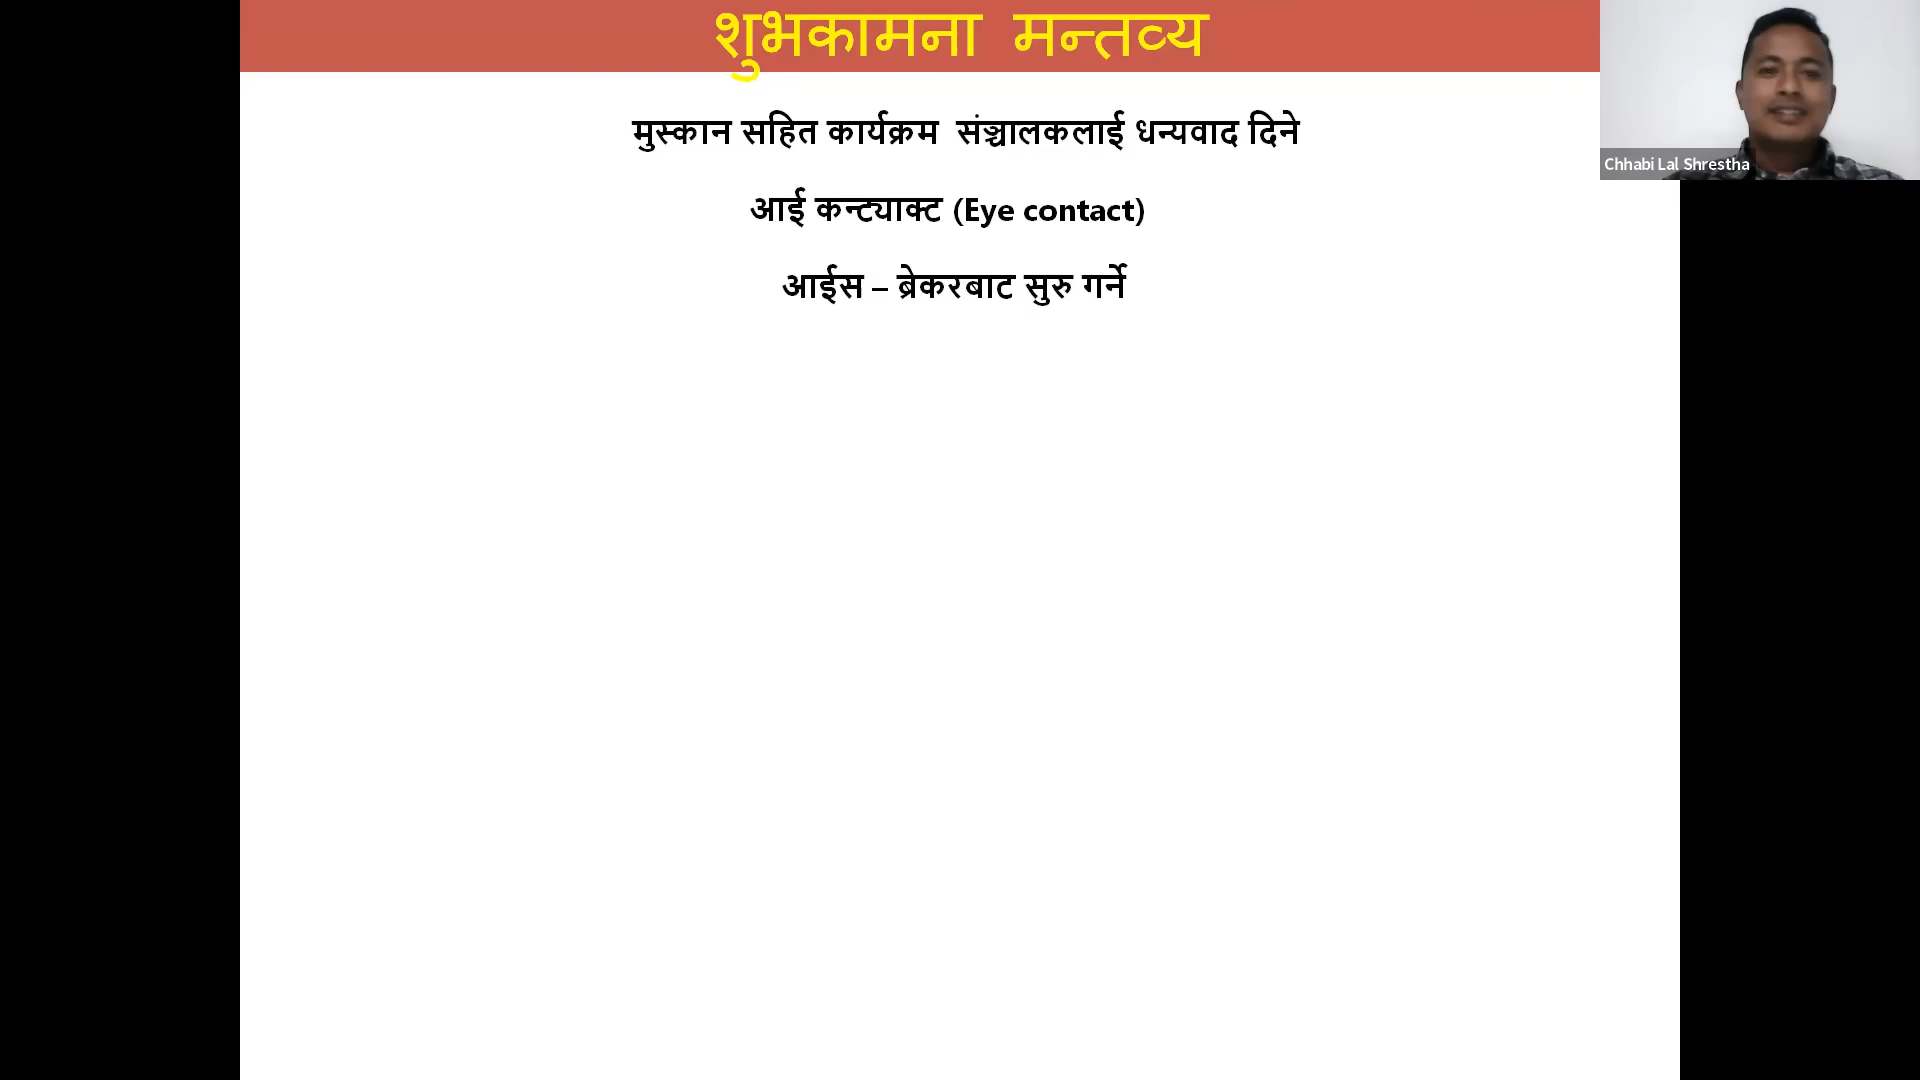 शुभकामना मन्तव्य
मुस्कान सहित कार्यक्रम संञ्चालकलाई धन्यवाद दिने
आई कन्ट्याक्ट (Eye contact)
आईस – ब्रेकरबाट सुरु गर्ने
Chhabi Lal Shrestha